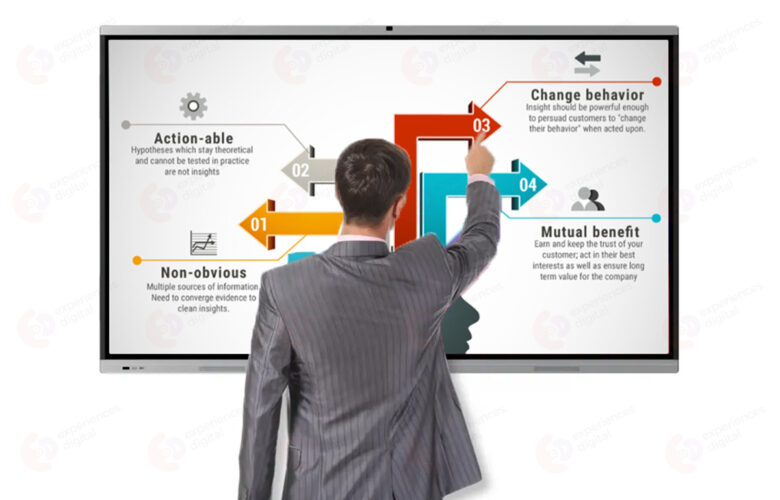 Change behavior
Insight should be powerful enough
to persuad customers to "change
their behavior" when acted upon.
03
Action-able
Hypotheses which stay theoretical
and cannot be tested in practice
are not insights
02
04
01
Mutual benefit
Earn and keep the trust of your
customer; act in their best
interests as well as ensure long
term value for the company
Non-obvious
Multiple sources of information
Need to converge evidence to
clean insights.
experiences
digital